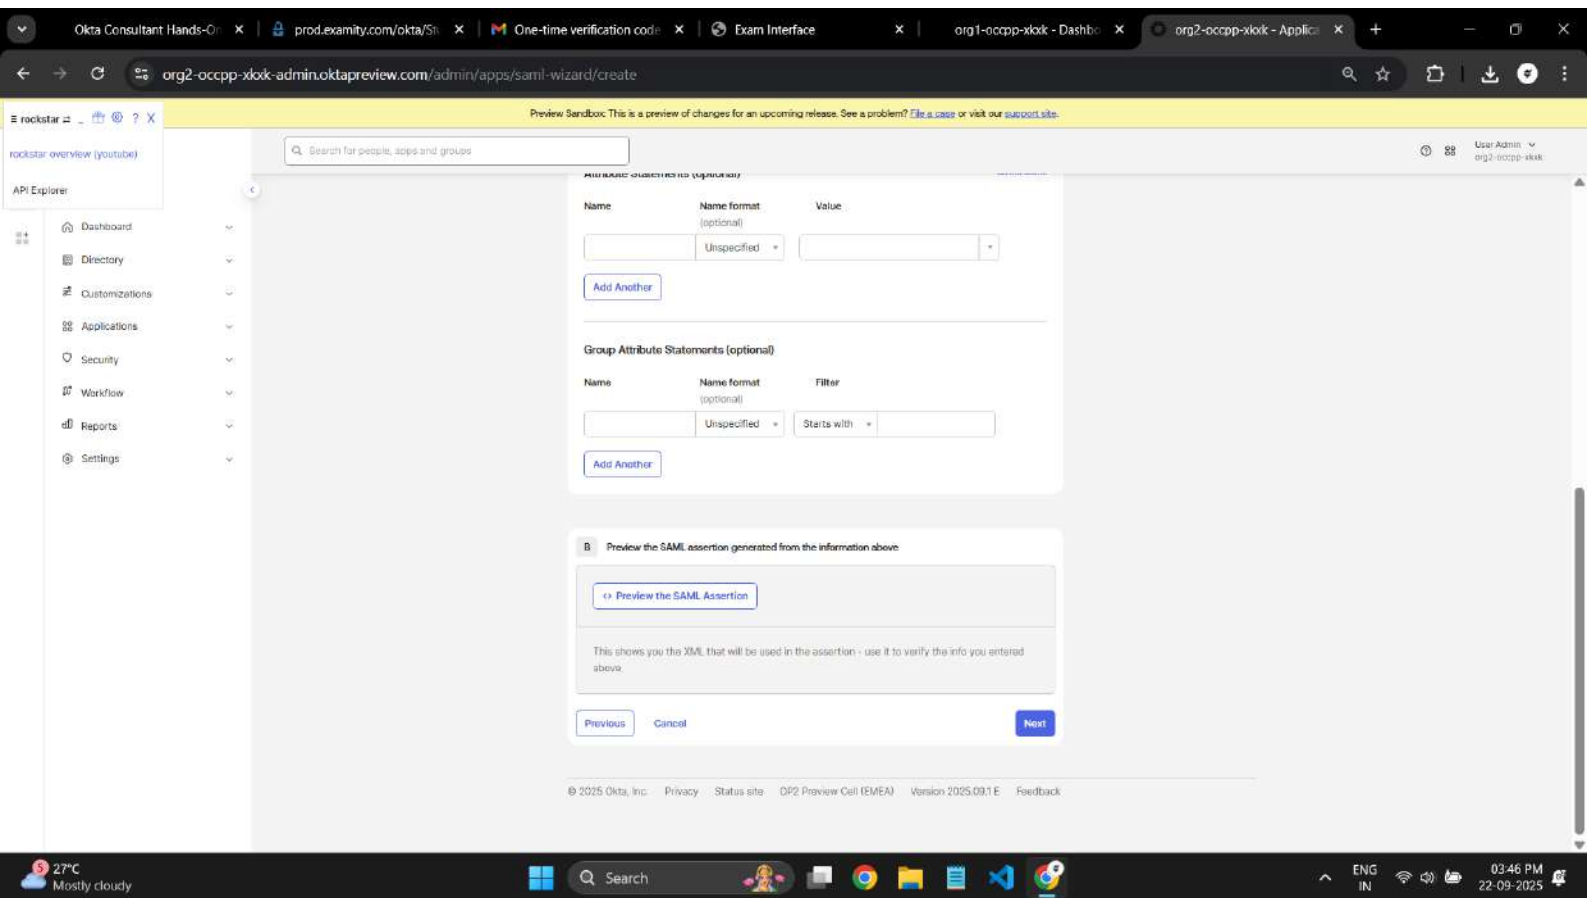 Okta Consultant Hands-On
prod.examity.com/okta/St
One-time verification code
Exam Interface
org1-occpp-xkxk - Dashbo
org2-occpp-xkxk - Applica
org2-occpp-xkxk-admin.oktapreview.com/admin/apps/saml-wizard/create
Preview Sandbox: This is a preview of changes for an upcoming release. See a problem? File a case or visit our support site.
≡ rockstar ⇄ _ ? X
rockstar overview (youtube)
API Explorer
Search for people, apps and groups
User Admin
org2-occpp-xkxk
Dashboard
Directory
Customizations
Applications
Security
Workflow
Reports
Settings
Attribute Statements (optional)
Name Name format Value
(optional)
Unspecified
Add Another
Group Attribute Statements (optional)
Name Name format Filter
(optional)
Unspecified Starts with
Add Another
B Preview the SAML assertion generated from the information above
<> Preview the SAML Assertion
This shows you the XML that will be used in the assertion - use it to verify the info you entered
above
Previous Cancel Next
© 2025 Okta, Inc. Privacy Status site OP2 Preview Cell (EMEA) Version 2025.09.1 E Feedback
5
27°C
Mostly cloudy
Search
ENG
IN
03:46 PM
22-09-2025